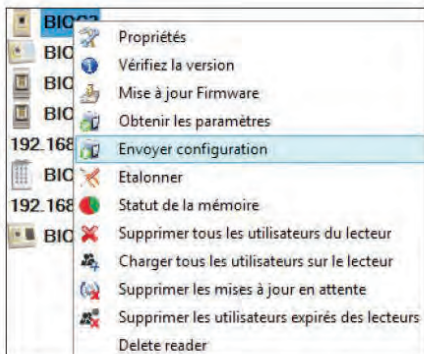 BIOC2
BIO
BIO
BIO
192.168
BIO
192.168
BIO
Propriétés
Vérifiez la version
Mise à jour Firmware
Obtenir les paramètres
Envoyer configuration
Etalonner
Statut de la mémoire
Supprimer tous les utilisateurs du lecteur
Charger tous les utilisateurs sur le lecteur
Supprimer les mises à jour en attente
Supprimer les utilisateurs expirés des lecteurs
Delete reader